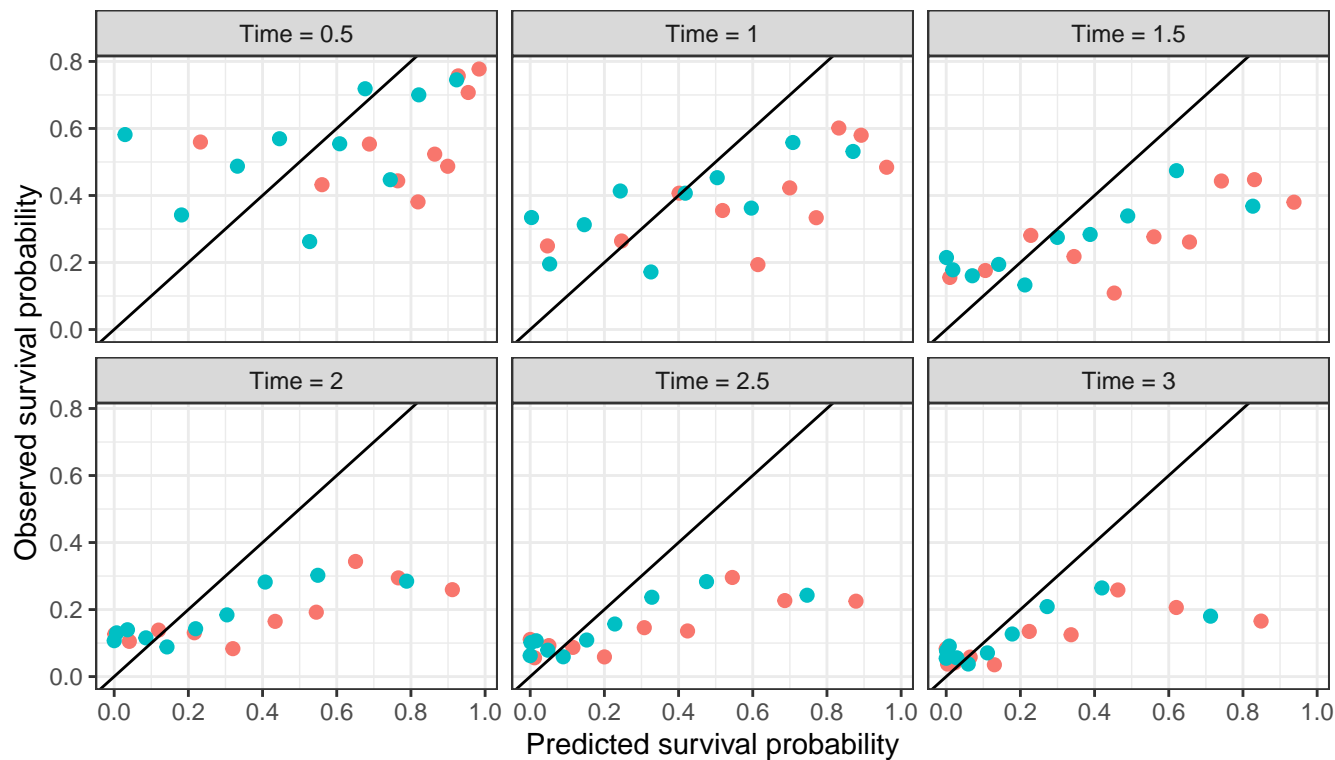 Time = 0.5
Time = 1
Time = 1.5
0.8
0.6
0.4
0.2
0.0
Time = 2
Time = 2.5
Time = 3
0.8
0.6
0.4
0.2
0.0
0.0 0.2 0.4 0.6 0.8 1.0
0.0 0.2 0.4 0.6 0.8 1.0
0.0 0.2 0.4 0.6 0.8 1.0
Predicted survival probability
Observed survival probability